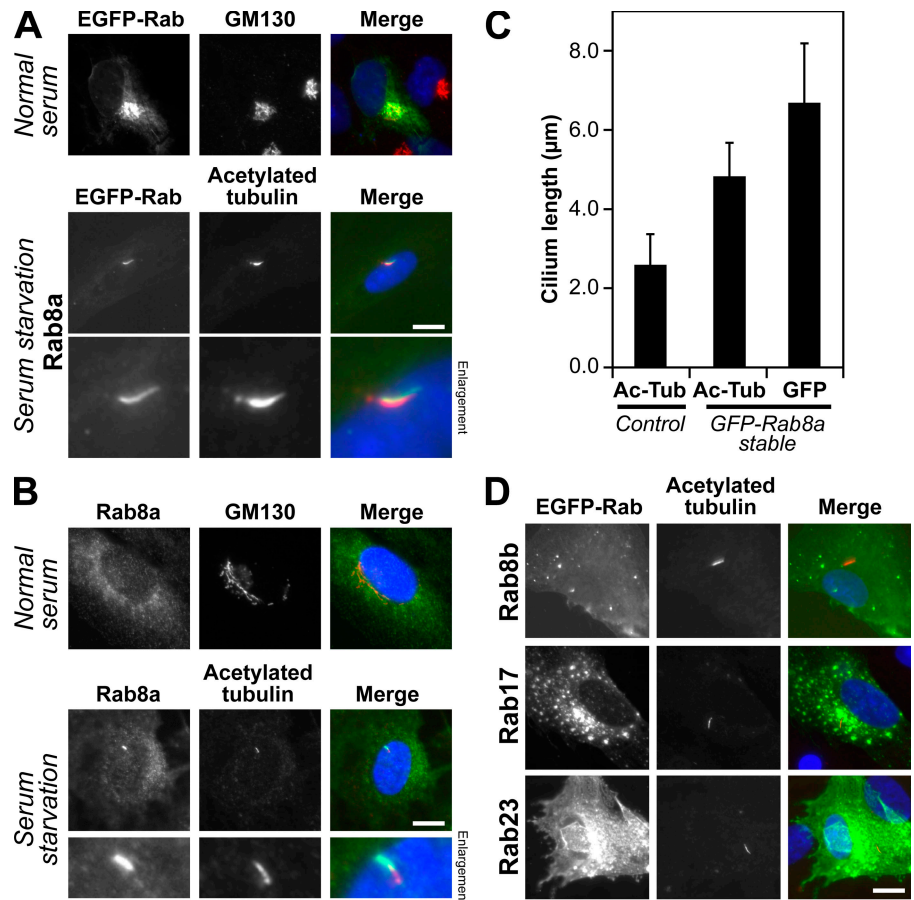 A
EGFP-Rab GM130 Merge
Normal
serum
EGFP-Rab Acetylated
tubulin Merge
Serum starvation
Rab8a
Enlargement
B
Rab8a GM130 Merge
Normal
serum
Rab8a Acetylated
tubulin Merge
Serum
starvation
Enlargemen
C
Cilium length (µm)
8.0
6.0
4.0
2.0
0.0
Ac-Tub Ac-Tub GFP
Control GFP-Rab8a
stable
D
EGFP-Rab Acetylated
tubulin Merge
Rab8b
Rab17
Rab23